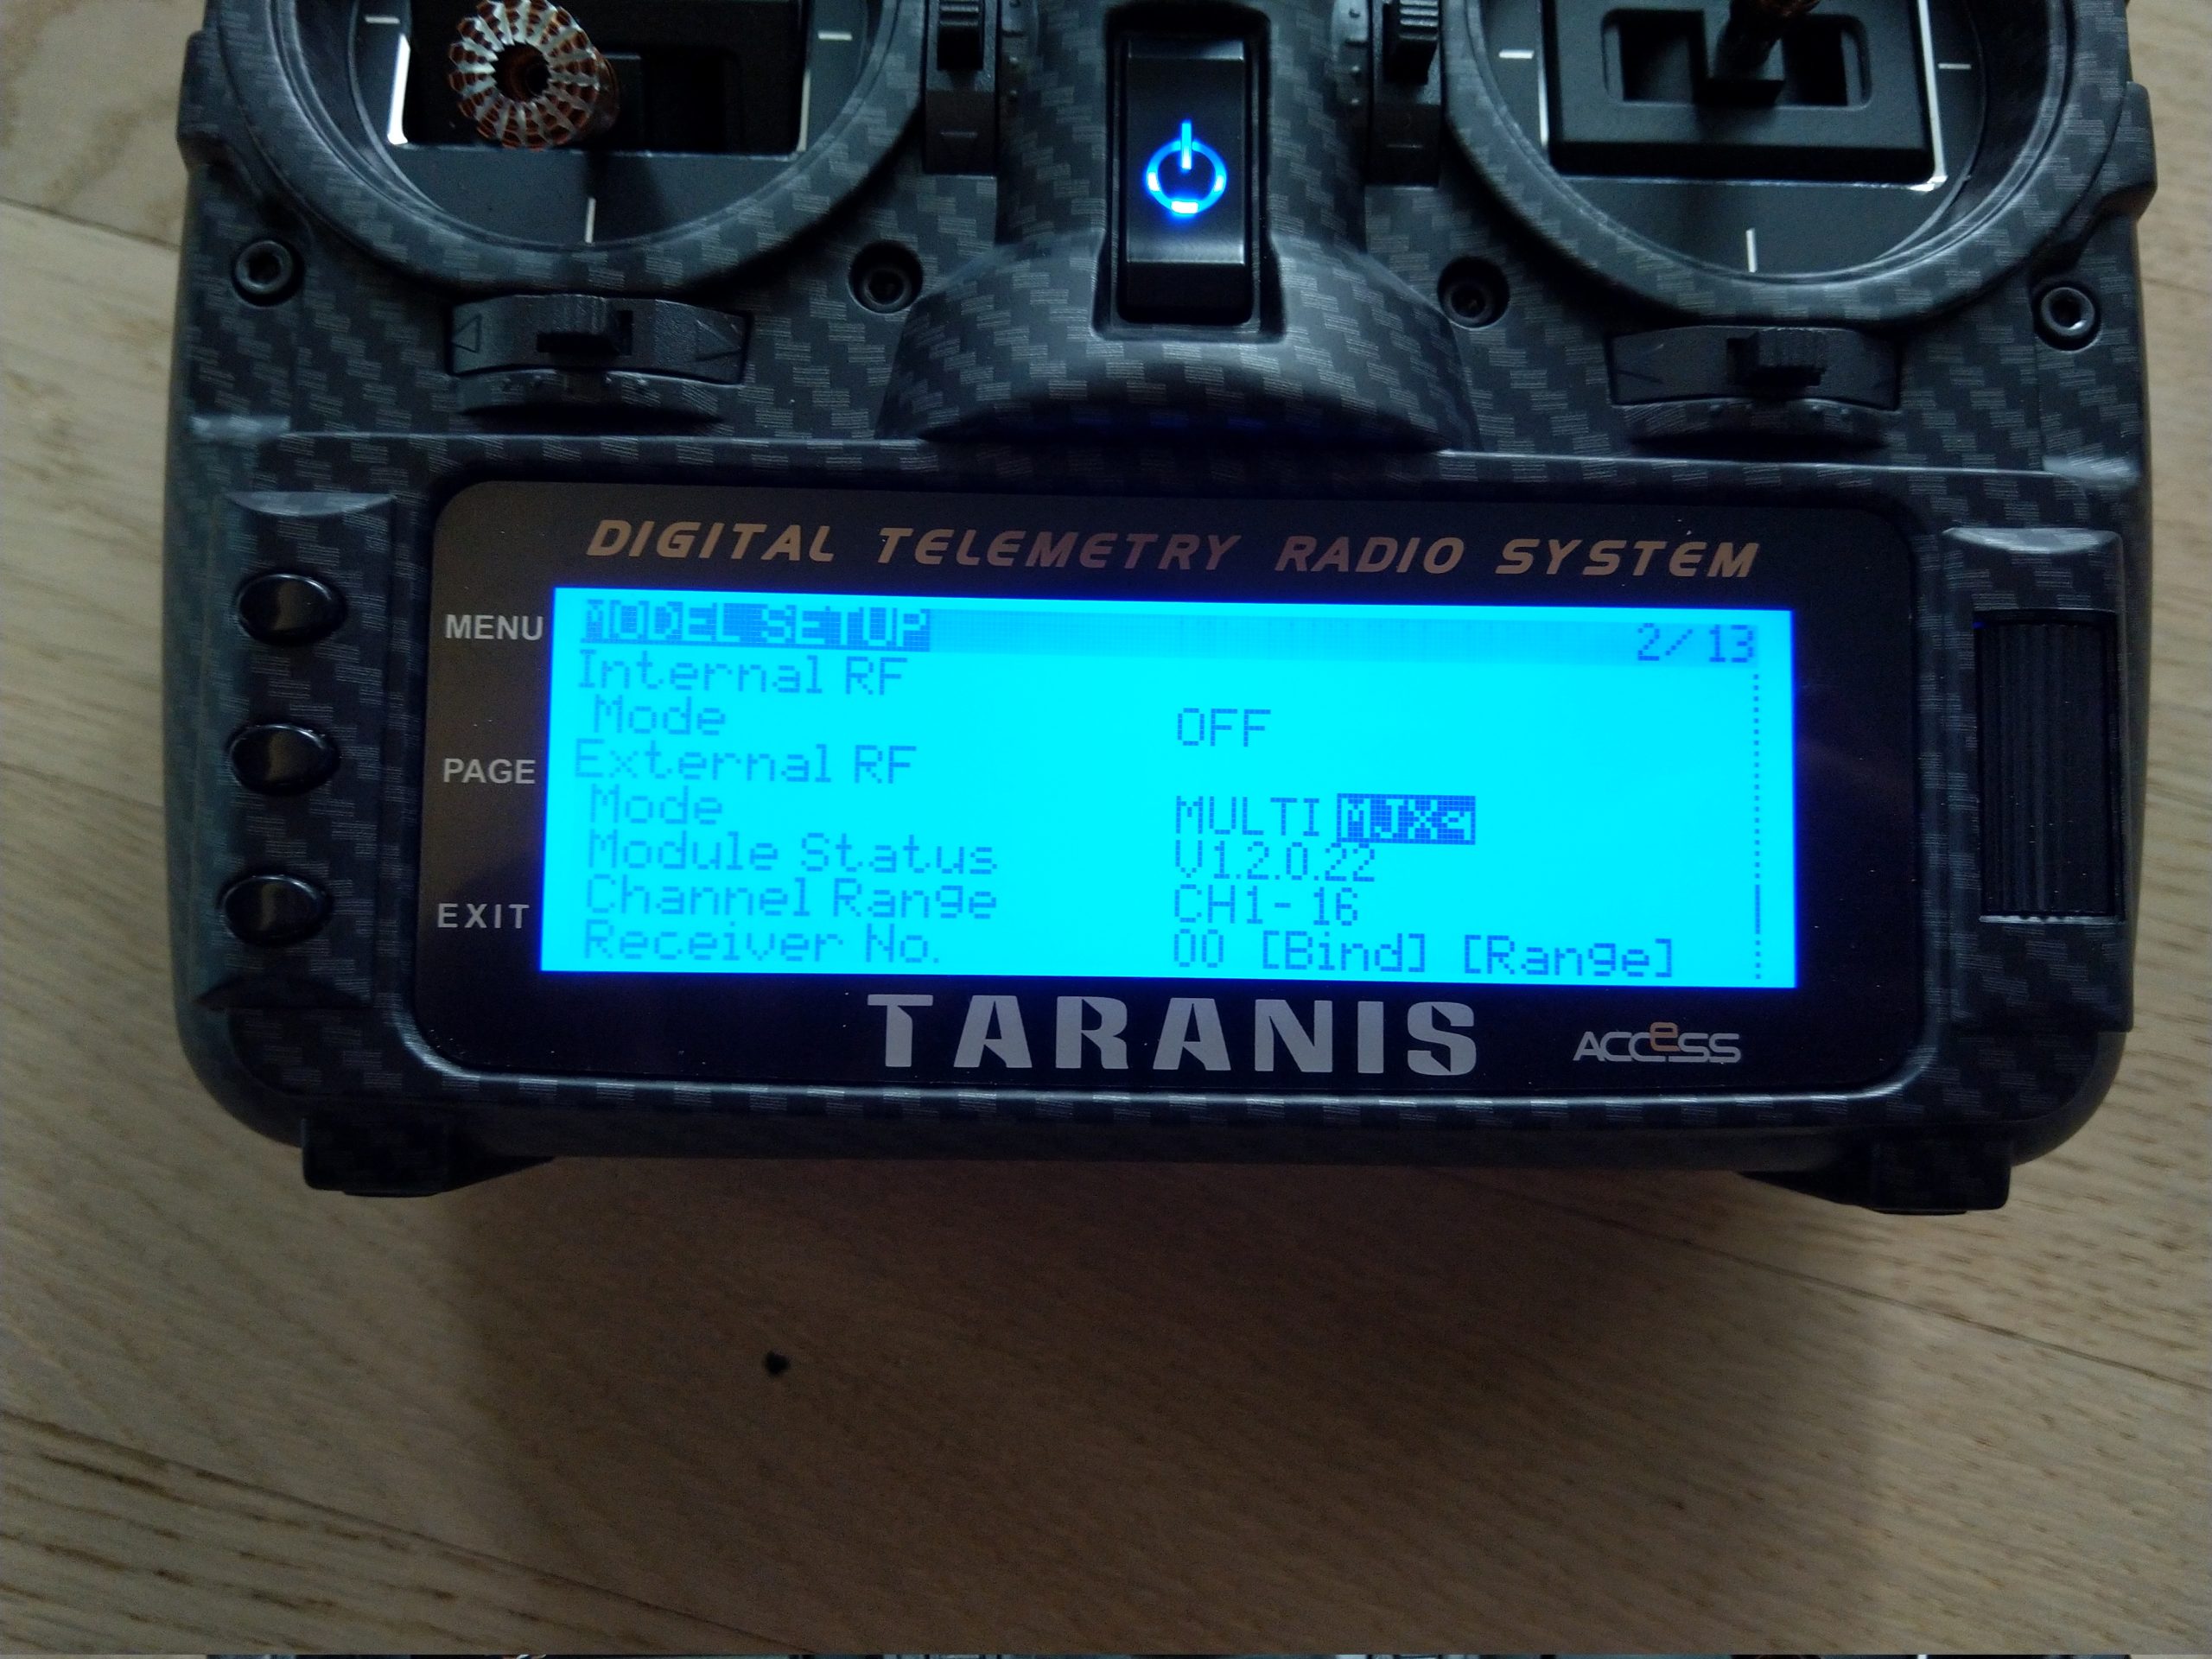 DIGITAL TELEMETRY RADIO SYSTEM
MENU
PAGE
EXIT
MODEL SETUP 2/13
Internal RF
Mode OFF
External RF
Mode MULTI MJXq
Module Status V1.2.0.22
Channel Range CH1-16
Receiver No. 00 [Bind] [Range]
TARANIS
ACCeSS